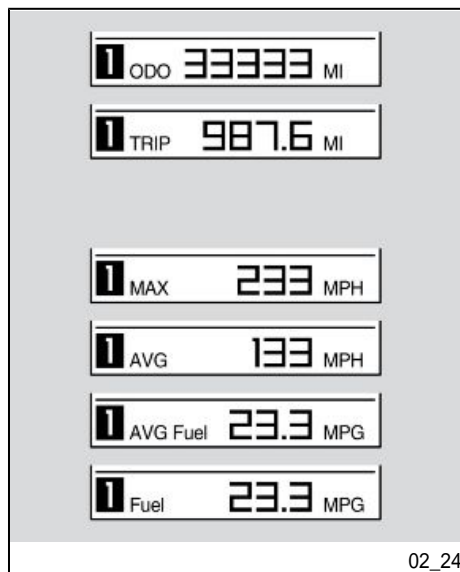 1 ODO 33333 MI
1 TRIP 987.6 MI
1 MAX 233 MPH
1 AVG 133 MPH
1 AVG Fuel 23.3 MPG
1 Fuel 23.3 MPG
02_24